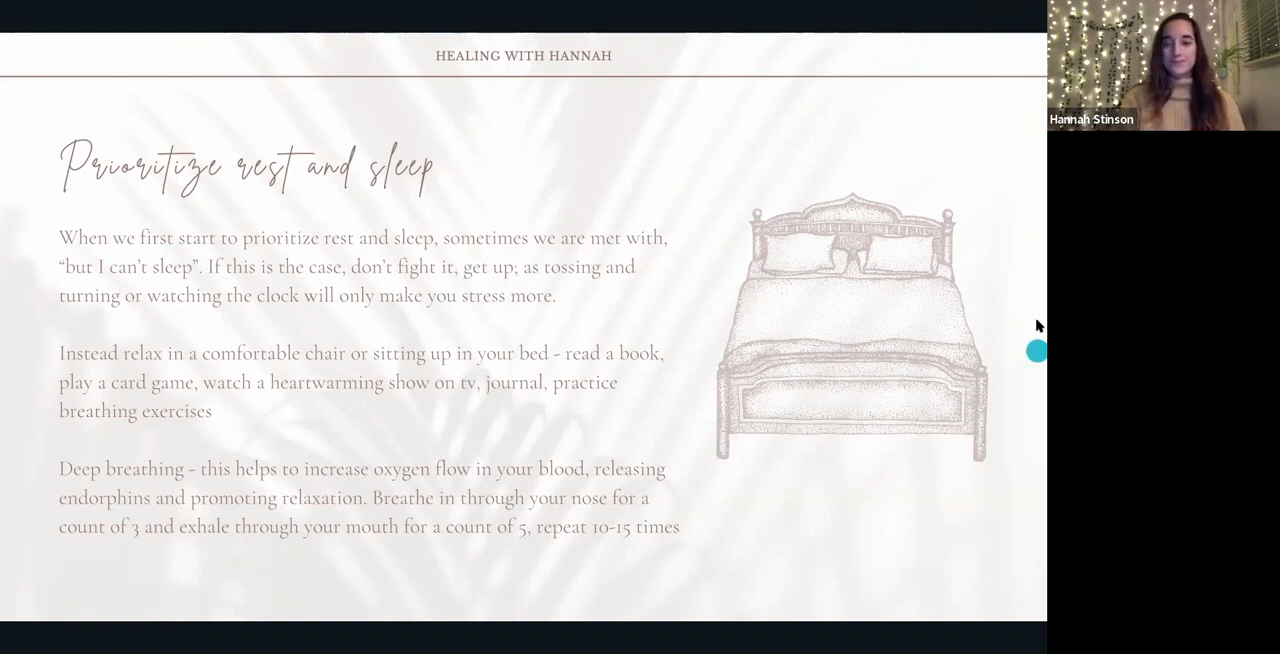 HEALING WITH HANNAH
Prioritize rest and sleep
When we first start to prioritize rest and sleep, sometimes we are met with,
“but I can’t sleep”. If this is the case, don’t fight it, get up; as tossing and
turning or watching the clock will only make you stress more.
Instead relax in a comfortable chair or sitting up in your bed - read a book,
play a card game, watch a heartwarming show on tv, journal, practice
breathing exercises
Deep breathing - this helps to increase oxygen flow in your blood, releasing
endorphins and promoting relaxation. Breathe in through your nose for a
count of 3 and exhale through your mouth for a count of 5, repeat 10-15 times
Hannah Stinson